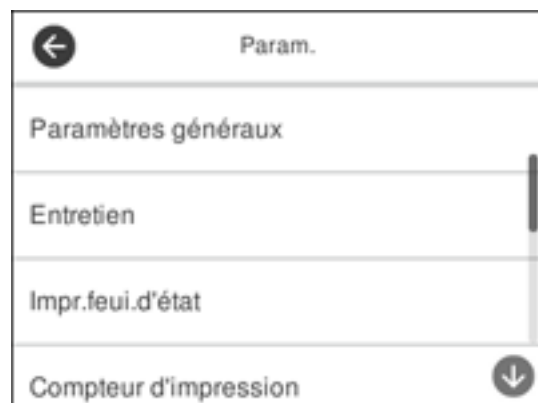 Param.
Paramètres généraux
Entretien
Impr.feui.d'état
Compteur d'impression